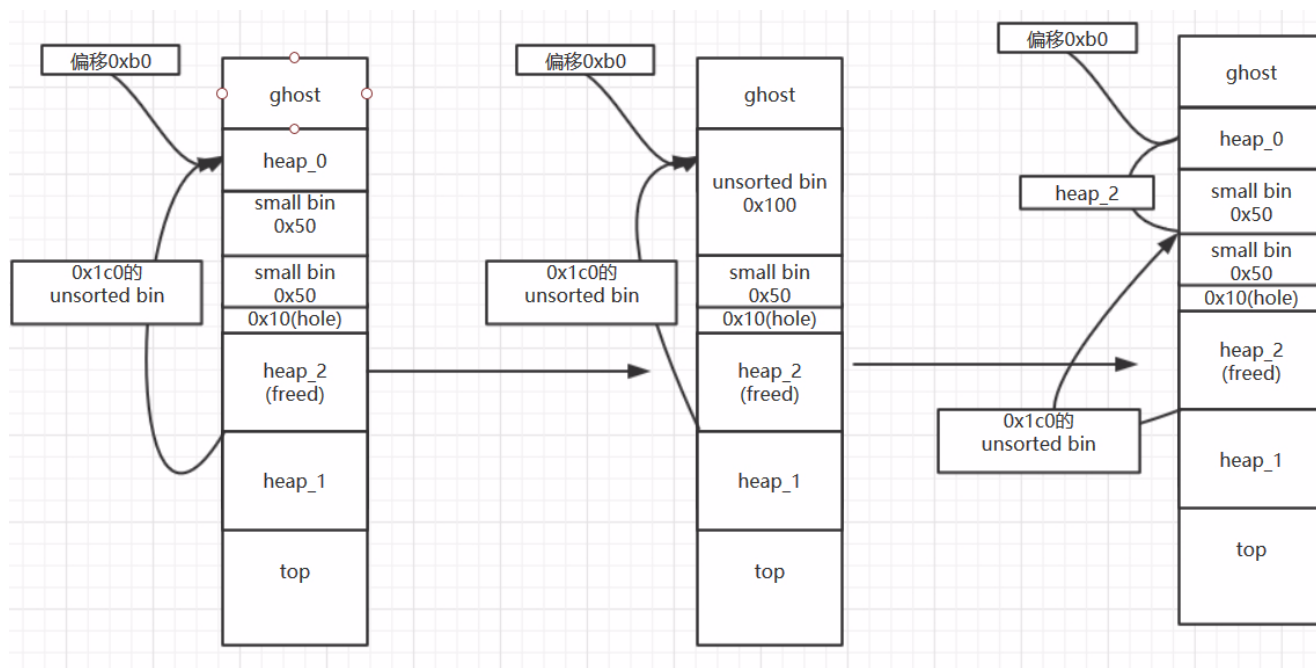 偏移0xb0
ghost
heap_0
small bin
0x50
0x1c0的
unsorted bin
small bin
0x50
0x10(hole)
heap_2
(freed)
heap_1
top
偏移0xb0
ghost
unsorted bin
0x100
0x1c0的
unsorted bin
small bin
0x50
0x10(hole)
heap_2
(freed)
heap_1
top
偏移0xb0
ghost
heap_0
heap_2
small bin
0x50
small bin
0x50
0x10(hole)
heap_2
(freed)
0x1c0的
unsorted bin
heap_1
top